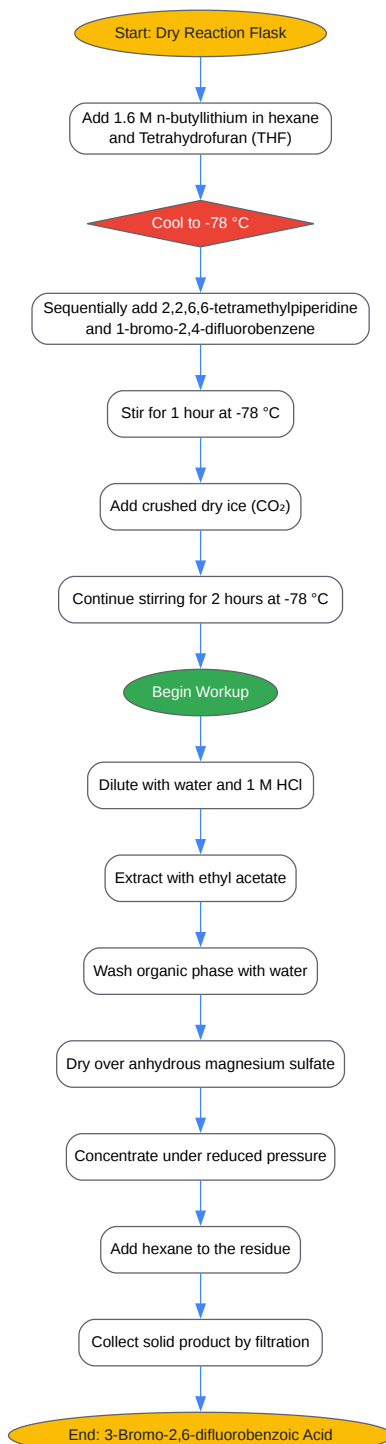 Start: Dry Reaction Flask
Add 1.6 M n-butyllithium in hexane
and Tetrahydrofuran (THF)
Cool to -78 °C
Sequentially add 2,2,6,6-tetramethylpiperidine
and 1-bromo-2,4-difluorobenzene
Stir for 1 hour at -78 °C
Add crushed dry ice (CO₂)
Continue stirring for 2 hours at -78 °C
Begin Workup
Dilute with water and 1 M HCl
Extract with ethyl acetate
Wash organic phase with water
Dry over anhydrous magnesium sulfate
Concentrate under reduced pressure
Add hexane to the residue
Collect solid product by filtration
End: 3-Bromo-2,6-difluorobenzoic Acid